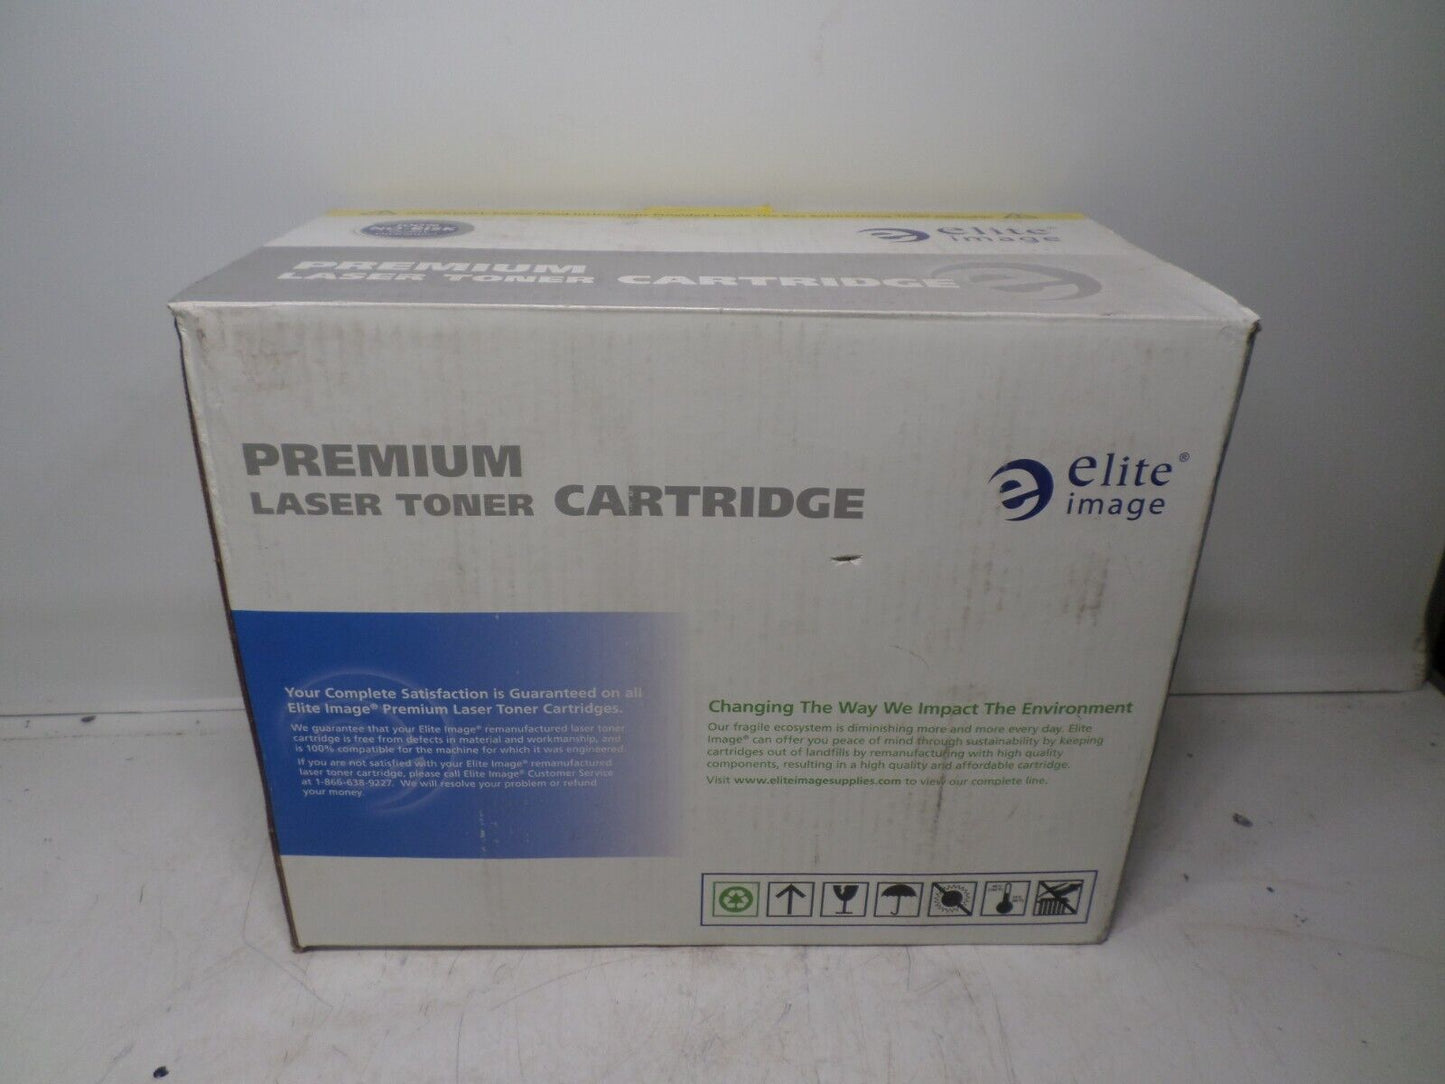 elite®
image
PREMIUM
LASER TONER CARTRIDGE
PREMIUM
LASER TONER CARTRIDGE
elite®
image
Your Complete Satisfaction is Guaranteed on all
Elite Image® Premium Laser Toner Cartridges.
We guarantee that your Elite Image® remanufactured laser toner
cartridge is free from defects in material and workmanship, and
is 100% compatible for the machine for which it was engineered.
If you are not satisfied with your Elite Image® remanufactured
laser toner cartridge, please call Elite Image® Customer Service
at 1-866-638-9227. We will resolve your problem or refund
your money.
Changing The Way We Impact The Environment
Our fragile ecosystem is diminishing more and more every day. Elite
Image® can offer you peace of mind through sustainability by keeping
cartridges out of landfills by remanufacturing with high quality
components, resulting in a high quality and affordable cartridge.
Visit www.eliteimagesupplies.com to view our complete line.